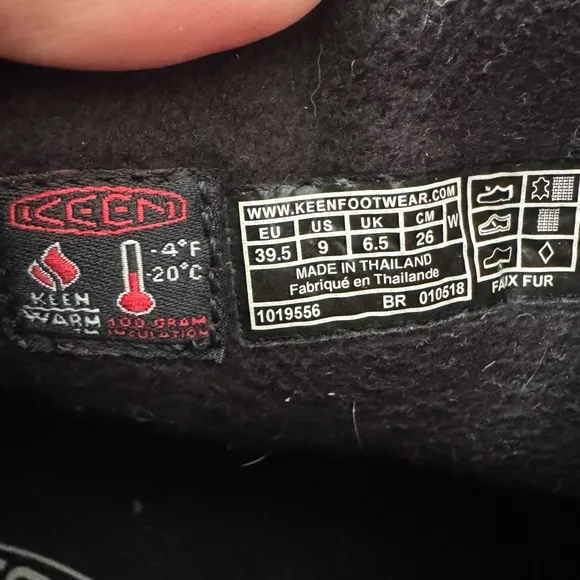 KEEN
-4°F
-20°C
KEEN
WARM
100 GRAM
INSULATION
WWW.KEENFOOTWEAR.COM
EU US UK CM W
39.5 9 6.5 26
MADE IN THAILAND
Fabriqué en Thailande
1019556 BR 010518
FAUX FUR